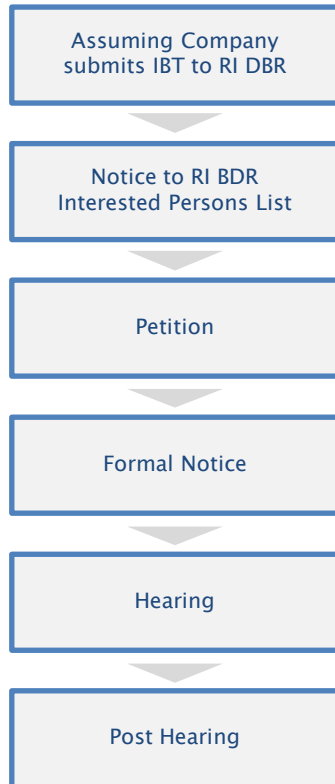 Assuming Company
submits IBT to RI DBR
Notice to RI BDR
Interested Persons List
Petition
Formal Notice
Hearing
Post Hearing